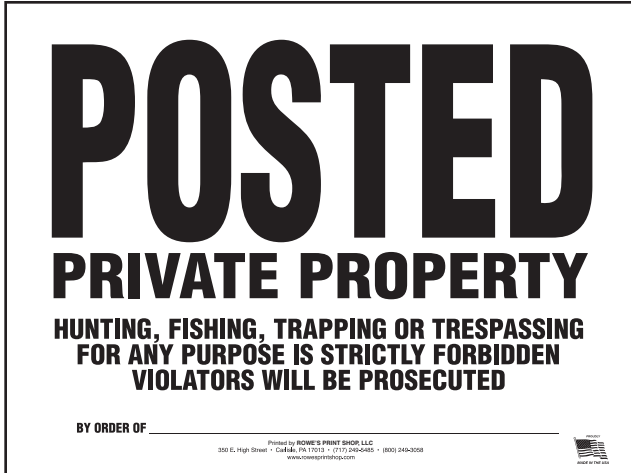 POSTED
PRIVATE PROPERTY
HUNTING, FISHING, TRAPPING OR TRESPASSING
FOR ANY PURPOSE IS STRICTLY FORBIDDEN
VIOLATORS WILL BE PROSECUTED
BY ORDER OF
Printed by ROWE'S PRINT SHOP, LLC
350 E. High Street • Carlisle, PA 17013 • (717) 249-5485 • (800) 249-3058
www.rowesprintshop.com
PROUDLY
MADE IN THE USA